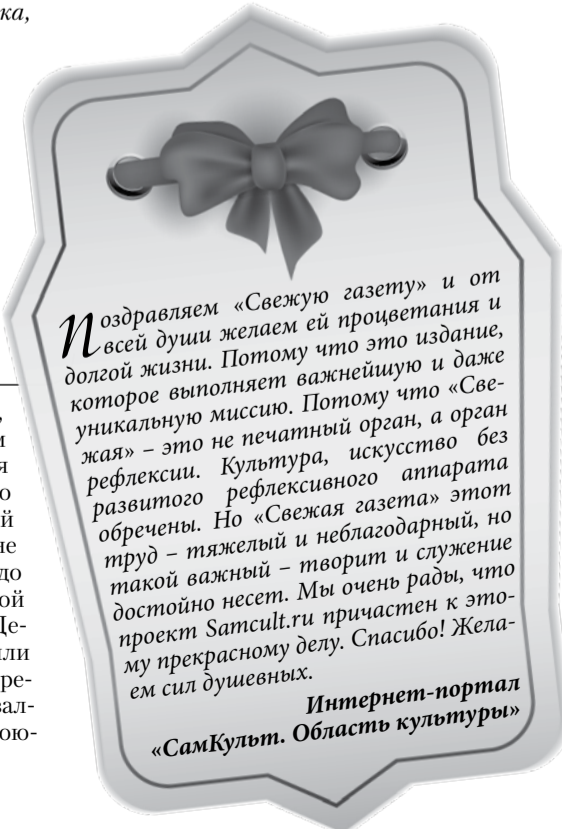 ка,
Поздравляем «Свежую газету» и от
всей души желаем ей процветания и
долгой жизни. Потому что это издание,
которое выполняет важнейшую и даже
уникальную миссию. Потому что «Све-
жая» – это не печатный орган, а орган
рефлексии. Культура, искусство без
развитого рефлексивного аппарата
обречены. Но «Свежая газета» этот
труд – тяжелый и неблагодарный, но
такой важный – творит и служение
достойно несет. Мы очень рады, что
проект Samcult.ru причастен к это-
му прекрасному делу. Спасибо! Жела-
ем сил душевных.
Интернет-портал
«СамКульт. Область культуры»